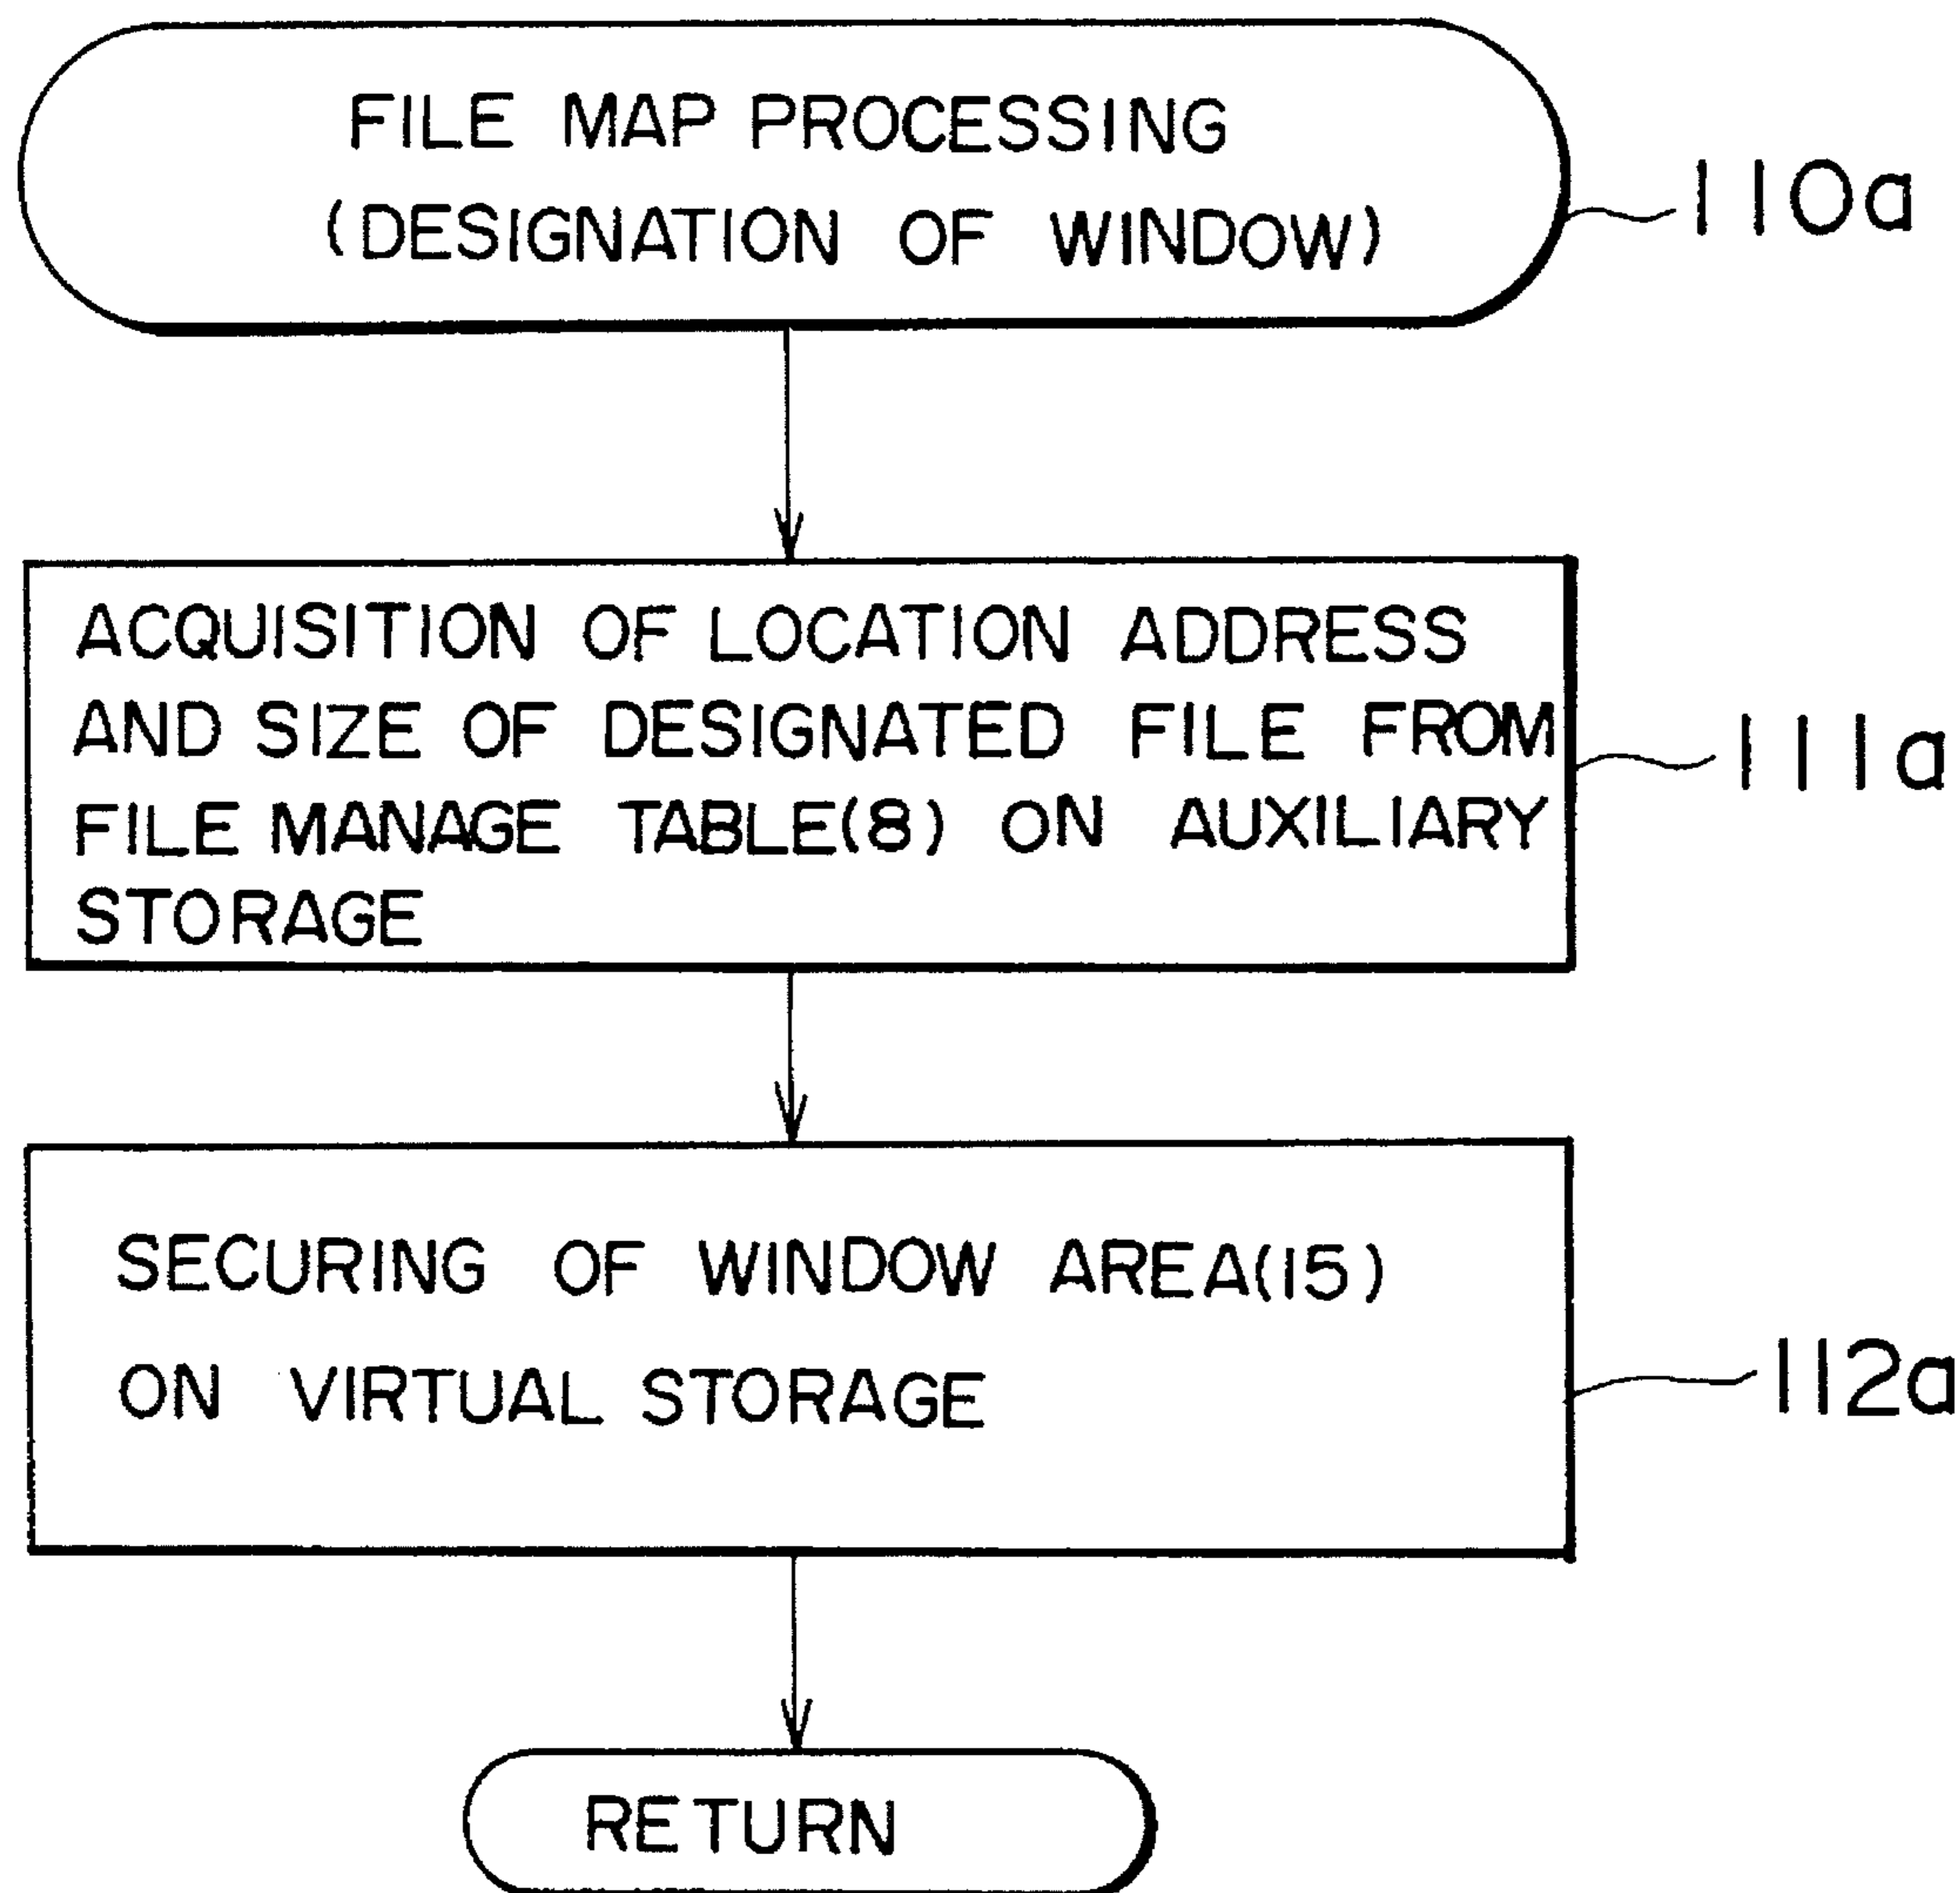 FILE MAP PROCESSING
(DESIGNATION OF WINDOW)
110a
ACQUISITION OF LOCATION ADDRESS
AND SIZE OF DESIGNATED FILE FROM
FILE MANAGE TABLE(8) ON AUXILIARY
STORAGE
111a
SECURING OF WINDOW AREA(15)
ON VIRTUAL STORAGE
112a
RETURN